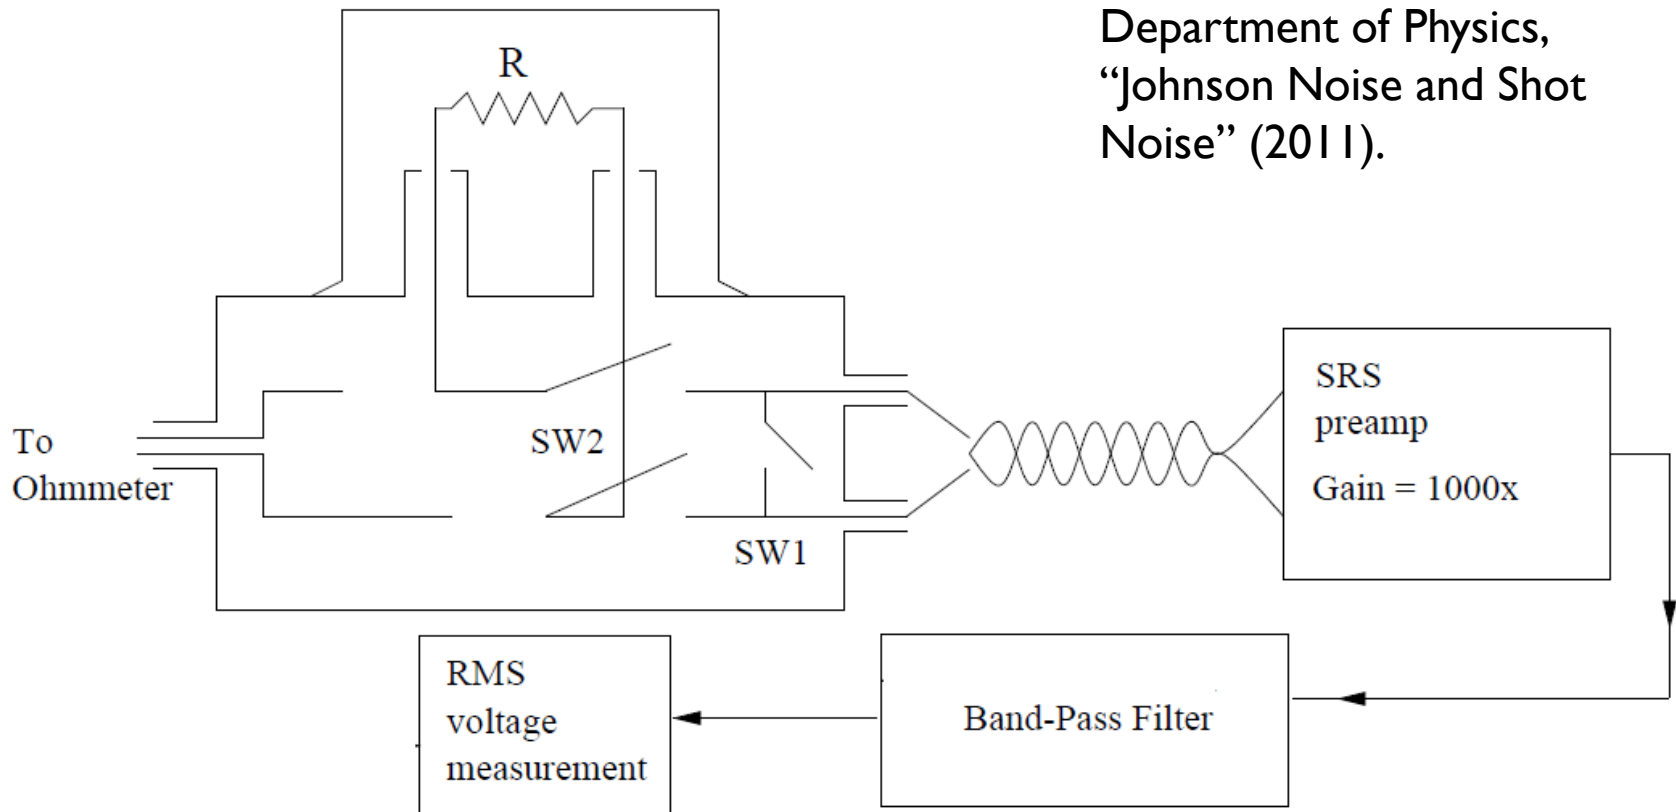 Department of Physics,
“Johnson Noise and Shot
Noise” (2011).
R
To
Ohmmeter
SW2
SW1
SRS
preamp
Gain = 1000x
RMS
voltage
measurement
Band-Pass Filter